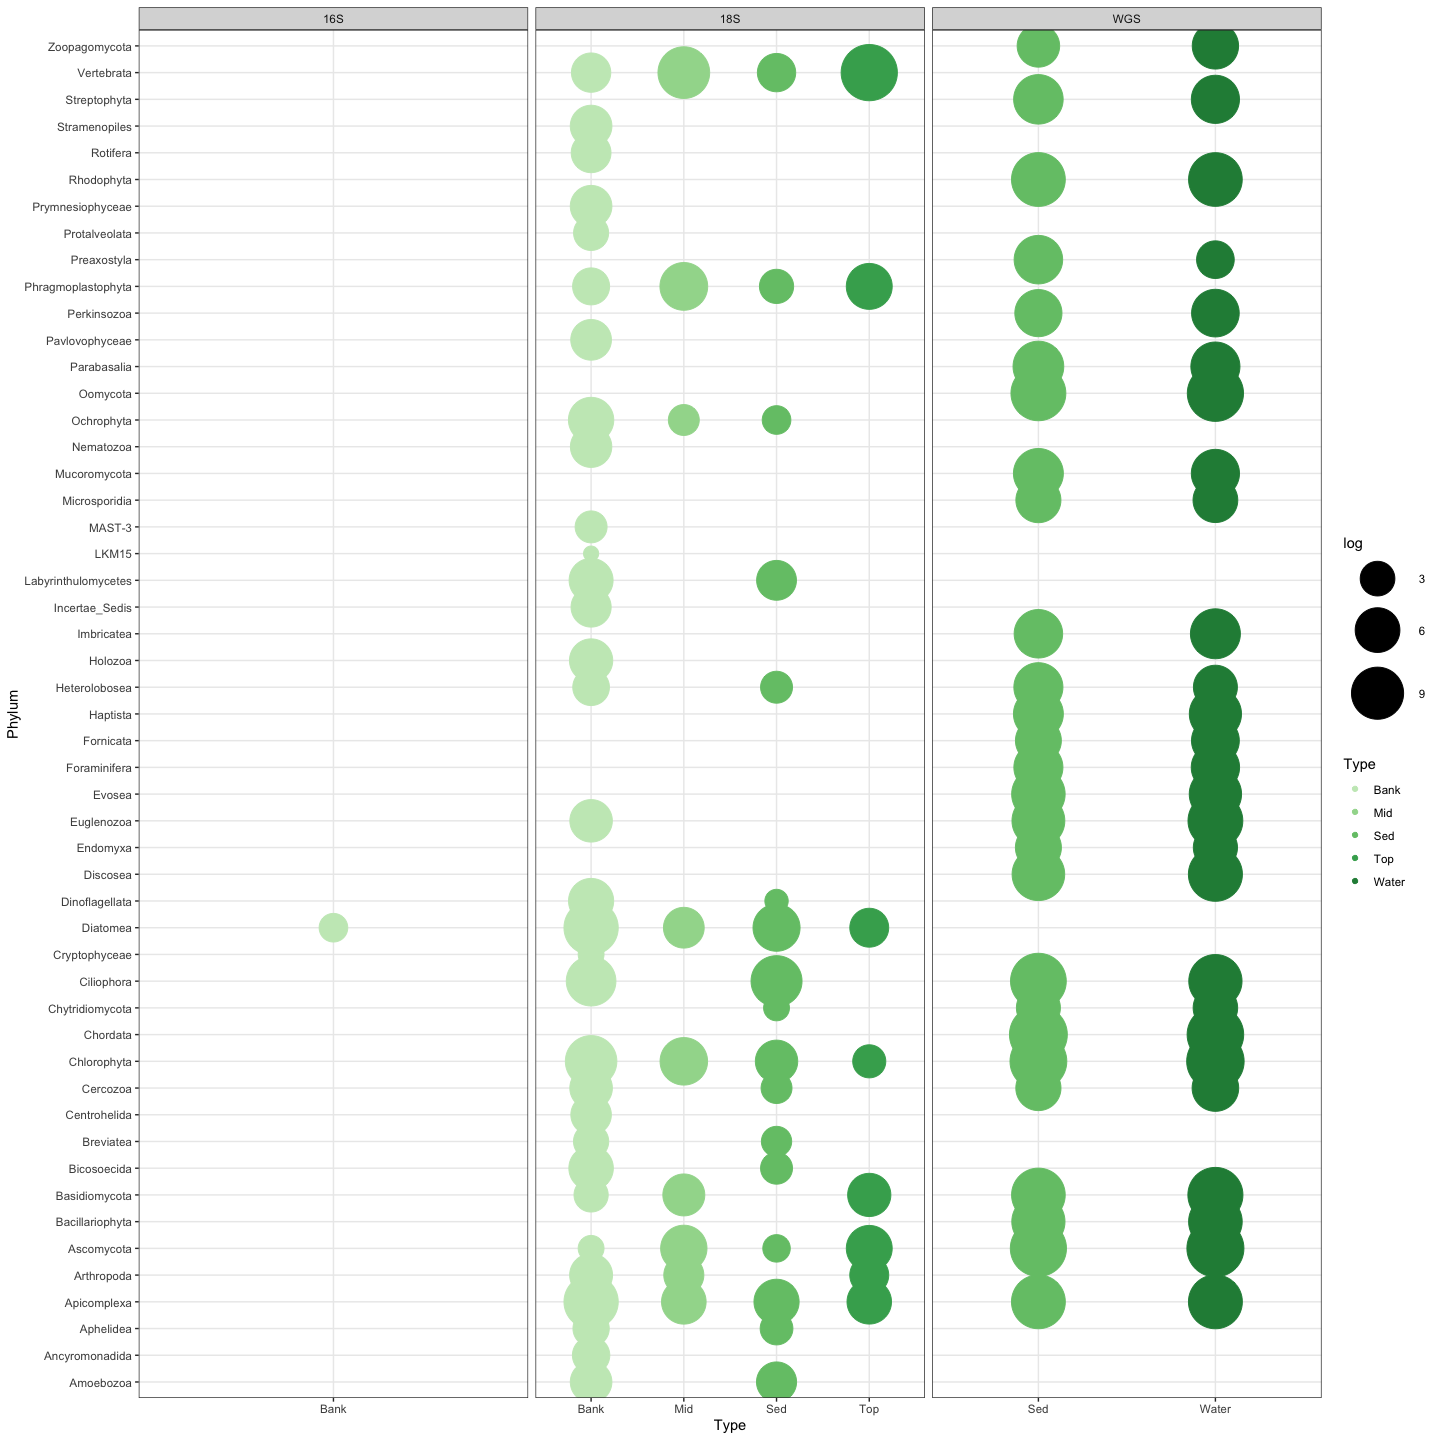 16S
18S
WGS
Zoopagomycota
Vertebrata
Streptophyta
Stramenopiles
Rotifera
Rhodophyta
Prymnesiophyceae
Protalveolata
Preaxostyla
Phragmoplastophyta
Perkinsozoa
Pavlovophyceae
Parabasalia
Oomycota
Ochrophyta
Nematozoa
Mucoromycota
Microsporidia
MAST-3
LKM15
Labyrinthulomycetes
Incertae_Sedis
Imbricatea
Holozoa
Heterolobosea
Haptista
Fornicata
Foraminifera
Evosea
Euglenozoa
Endomyxa
Discosea
Dinoflagellata
Diatomea
Cryptophyceae
Ciliophora
Chytridiomycota
Chordata
Chlorophyta
Cercozoa
Centrohelida
Breviatea
Bicosoecida
Basidiomycota
Bacillariophyta
Ascomycota
Arthropoda
Apicomplexa
Aphelidea
Ancyromonadida
Amoebozoa
Phylum
Bank
Bank
Mid
Sed
Top
Sed
Water
Type
log
3
6
9
Type
Bank
Mid
Sed
Top
Water